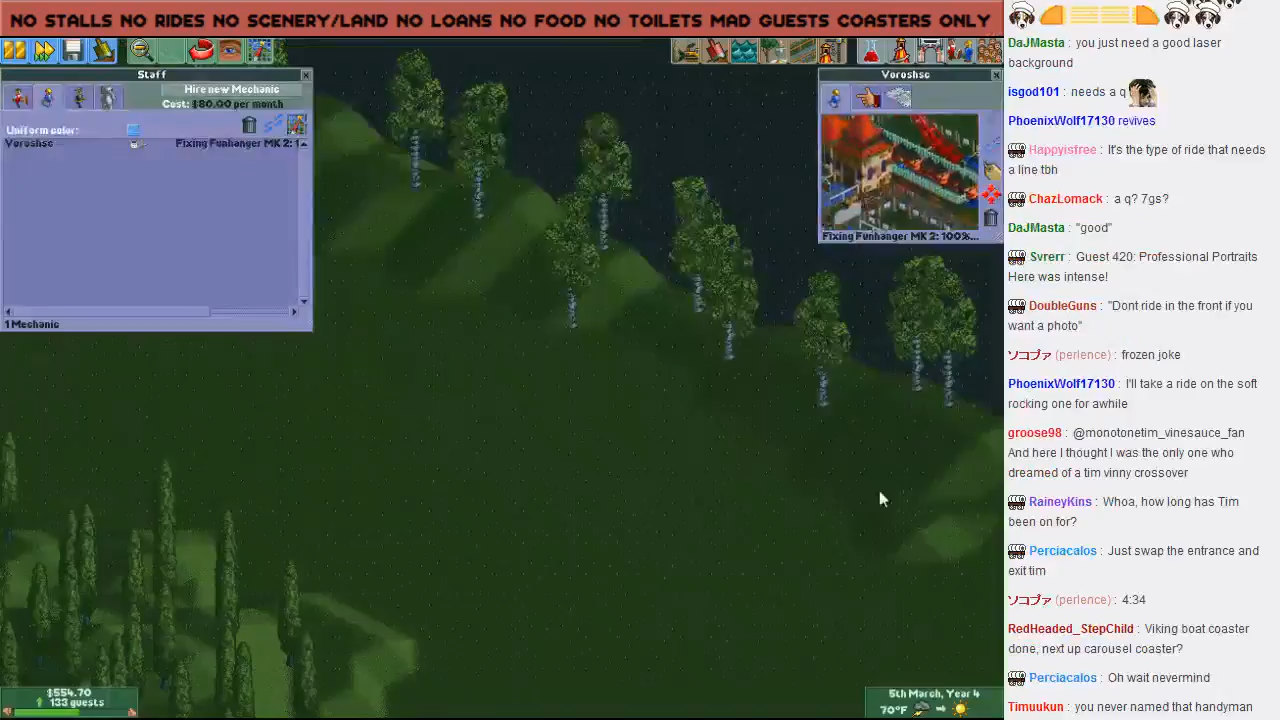 NO STALLS NO RIDES NO SCENERY/LAND NO LOANS NO FOOD NO TOILETS MAD GUESTS COASTERS ONLY
Staff
Hire new Mechanic
Cost: $80.00 per month
Uniform color:
Voroshsc
Fixing Funhanger MK 2: 1
1 Mechanic
Voroshsc
Fixing Funhanger MK 2: 100%...
$554.70
133 guests
5th March, Year 4
70°F
DaJMasta : you just need a good laser
background
isgod101 : needs a q
PhoenixWolf17130 revives
Happyisfree : It's the type of ride that needs
a line tbh
ChazLomack : a q? 7gs?
DaJMasta : "good"
Svrerr : Guest 420: Professional Portraits
Here was intense!
DoubleGuns : "Dont ride in the front if you
want a photo"
ソコプァ (perlence) : frozen joke
PhoenixWolf17130 : I'll take a ride on the soft
rocking one for awhile
groose98 : @monotonetim_vinesauce_fan
And here I thought I was the only one who
dreamed of a tim vinny crossover
RaineyKins : Whoa, how long has Tim
been on for?
Perciacalos : Just swap the entrance and
exit tim
ソコプァ (perlence) : 4:34
RedHeaded_StepChild : Viking boat coaster
done, next up carousel coaster?
Perciacalos : Oh wait nevermind
Timuukun : you never named that handyman